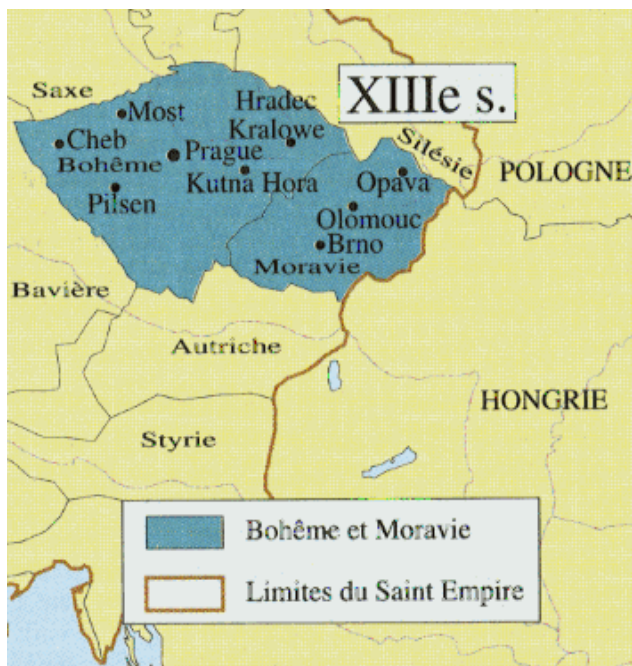 Saxe
XIIIe s.
Most
Hradec
Kralowe
Cheb
Bohême
Prague
Silésie
POLOGNE
Kutna Hora
Opava
Pilsen
Olomouc
Brno
Moravie
Bavière
Autriche
HONGRIE
Styrie
Bohême et Moravie
Limites du Saint Empire